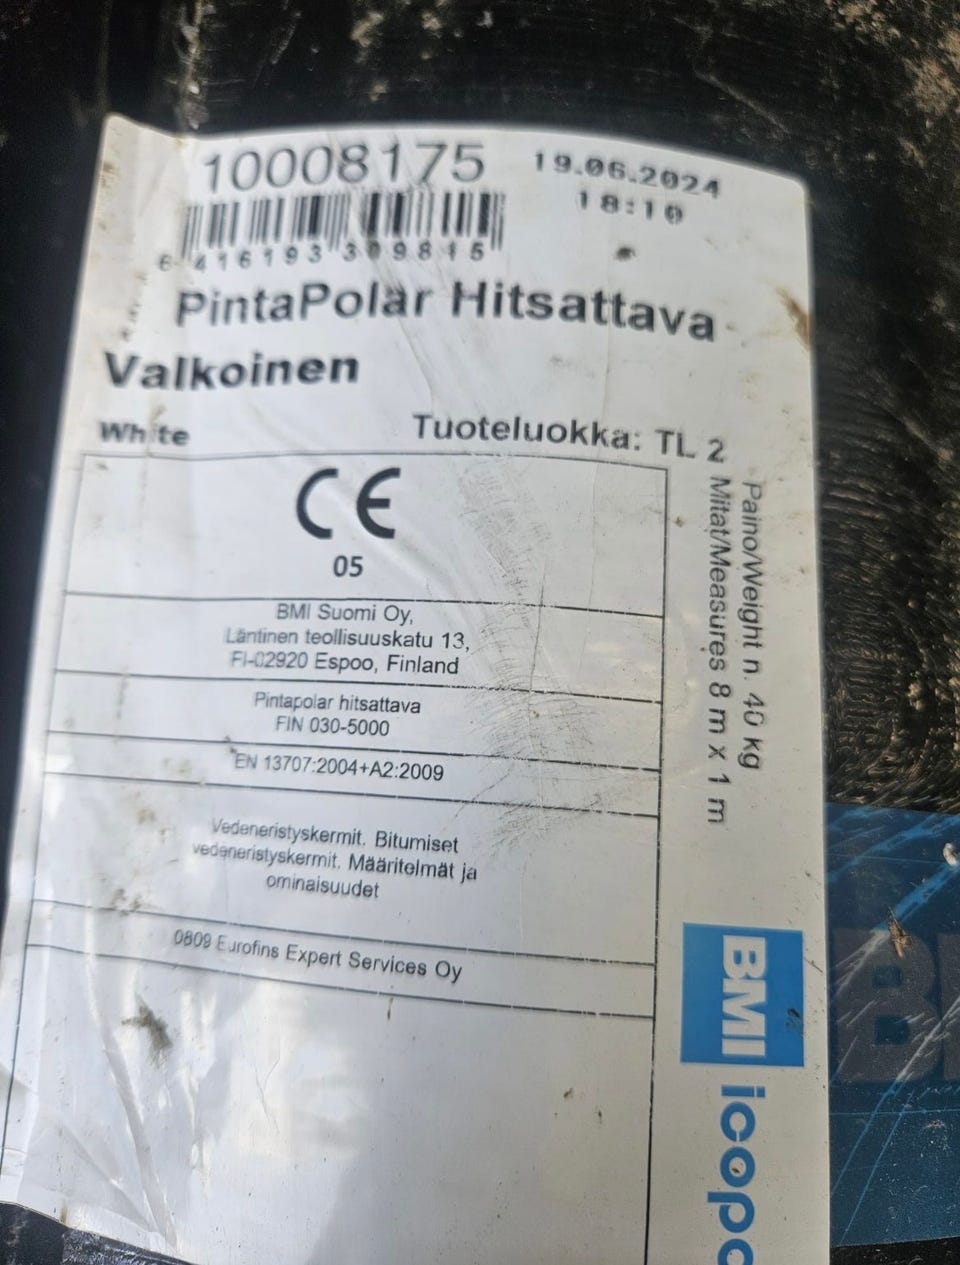 10008175
19.06.2024
18:10
6 416193 309815
PintaPolar Hitsattava
Valkoinen
White
Tuoteluokka: TL 2
CE
05
BMI Suomi Oy,
Läntinen teollisuuskatu 13,
FI-02920 Espoo, Finland
Pintapolar hitsattava
FIN 030-5000
EN 13707:2004+A2:2009
Vedeneristyskermit. Bitumiset
vedeneristyskermit. Määritelmät ja
ominaisuudet
0809 Eurofins Expert Services Oy
Paino/Weight n. 40 kg
Mitat/Measures 8 m x 1 m
BMI icopa